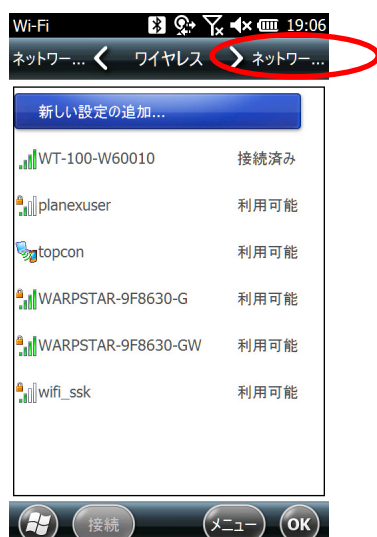 Wi-Fi 19:06
ネットワー... ワイヤレス ネットワー...
新しい設定の追加...
WT-100-W60010 接続済み
planexuser 利用可能
topcon 利用可能
WARPSTAR-9F8630-G 利用可能
WARPSTAR-9F8630-GW 利用可能
wifi_ssk 利用可能
接続 メニュー OK